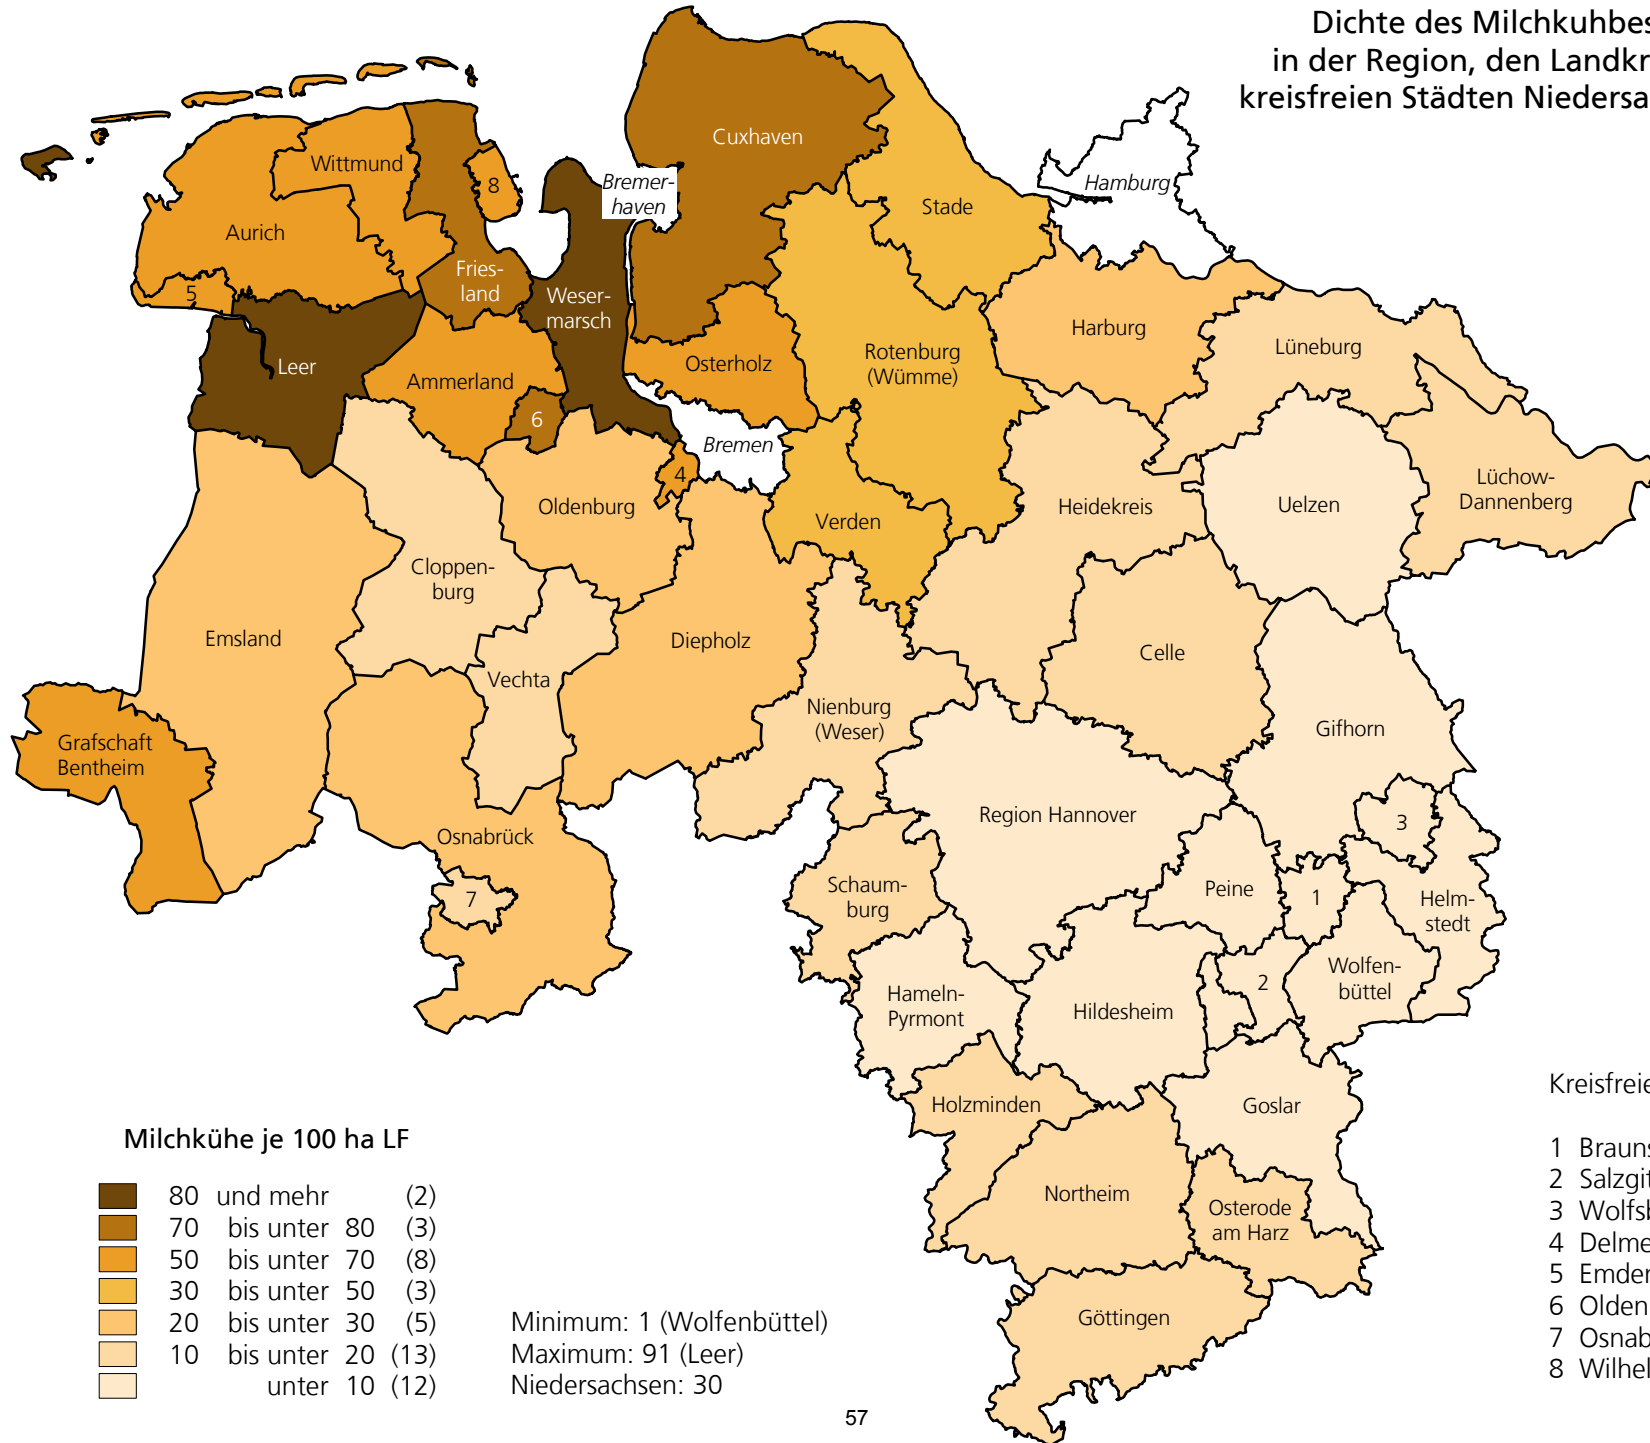 Dichte des Milchkuhbes
in der Region, den Landkr
kreisfreien Städten Niedersa
Cuxhaven
Wittmund
8
Bremer-
haven
Hamburg
Stade
Aurich
Fries-
land
5
Weser-
marsch
Harburg
Lüneburg
Rotenburg
(Wümme)
Osterholz
Leer
Ammerland
6
Bremen
4
Oldenburg
Verden
Heidekreis
Uelzen
Lüchow-
Dannenberg
Cloppen-
burg
Emsland
Diepholz
Celle
Vechta
Nienburg
(Weser)
Gifhorn
Grafschaft
Bentheim
Region Hannover
3
Osnabrück
7
Schaum-
burg
Peine
1
Helm-
stedt
Wolfen-
büttel
2
Hameln-
Pyrmont
Hildesheim
Holzminden
Goslar
Northeim
Osterode
am Harz
Göttingen
Milchkühe je 100 ha LF
80 und mehr (2)
70 bis unter 80 (3)
50 bis unter 70 (8)
30 bis unter 50 (3)
20 bis unter 30 (5)
10 bis unter 20 (13)
unter 10 (12)
Minimum: 1 (Wolfenbüttel)
Maximum: 91 (Leer)
Niedersachsen: 30
Kreisfreie
1 Brauns
2 Salzgit
3 Wolfsb
4 Delme
5 Emden
6 Olden
7 Osnab
8 Wilhel
57